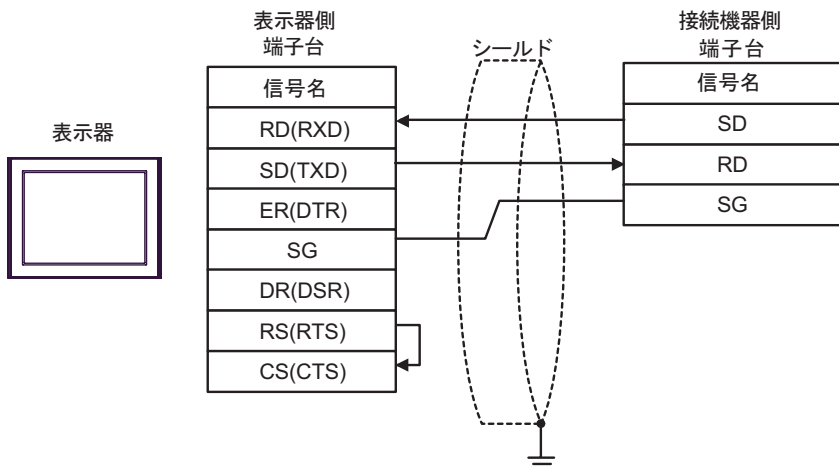 表示器
表示器側
端子台
信号名
RD(RXD)
SD(TXD)
ER(DTR)
SG
DR(DSR)
RS(RTS)
CS(CTS)
シールド
接続機器側
端子台
信号名
SD
RD
SG